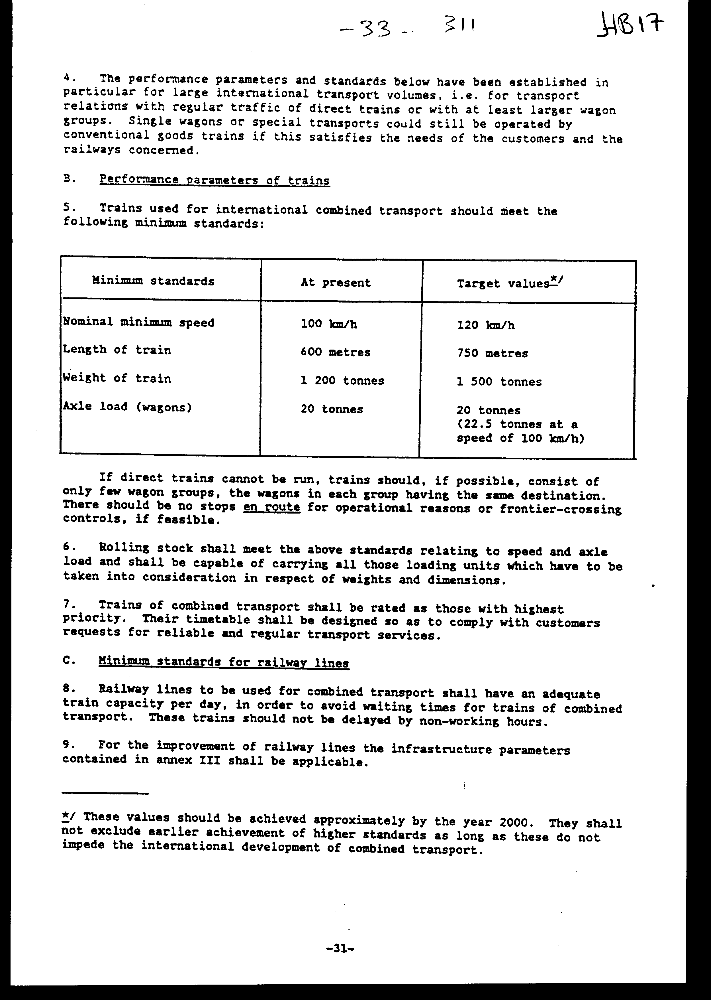 -33- 311 HB17
4. The performance parameters and standards below have been established in
particular for large international transport volumes, i.e. for transport
relations with regular traffic of direct trains or with at least larger wagon
groups. Single wagons or special transports could still be operated by
conventional goods trains if this satisfies the needs of the customers and the
railways concerned.
B. Performance parameters of trains
5. Trains used for international combined transport should meet the
following minimum standards:
Minimum standards At present Target values*/
Nominal minimum speed 100 km/h 120 km/h
Length of train 600 metres 750 metres
Weight of train 1 200 tonnes 1 500 tonnes
Axle load (wagons) 20 tonnes 20 tonnes
(22.5 tonnes at a
speed of 100 km/h)
If direct trains cannot be run, trains should, if possible, consist of
only few wagon groups, the wagons in each group having the same destination.
There should be no stops en route for operational reasons or frontier-crossing
controls, if feasible.
6. Rolling stock shall meet the above standards relating to speed and axle
load and shall be capable of carrying all those loading units which have to be
taken into consideration in respect of weights and dimensions.
7. Trains of combined transport shall be rated as those with highest
priority. Their timetable shall be designed so as to comply with customers
requests for reliable and regular transport services.
C. Minimum standards for railway lines
8. Railway lines to be used for combined transport shall have an adequate
train capacity per day, in order to avoid waiting times for trains of combined
transport. These trains should not be delayed by non-working hours.
9. For the improvement of railway lines the infrastructure parameters
contained in annex III shall be applicable.
*/ These values should be achieved approximately by the year 2000. They shall
not exclude earlier achievement of higher standards as long as these do not
impede the international development of combined transport.
-31-